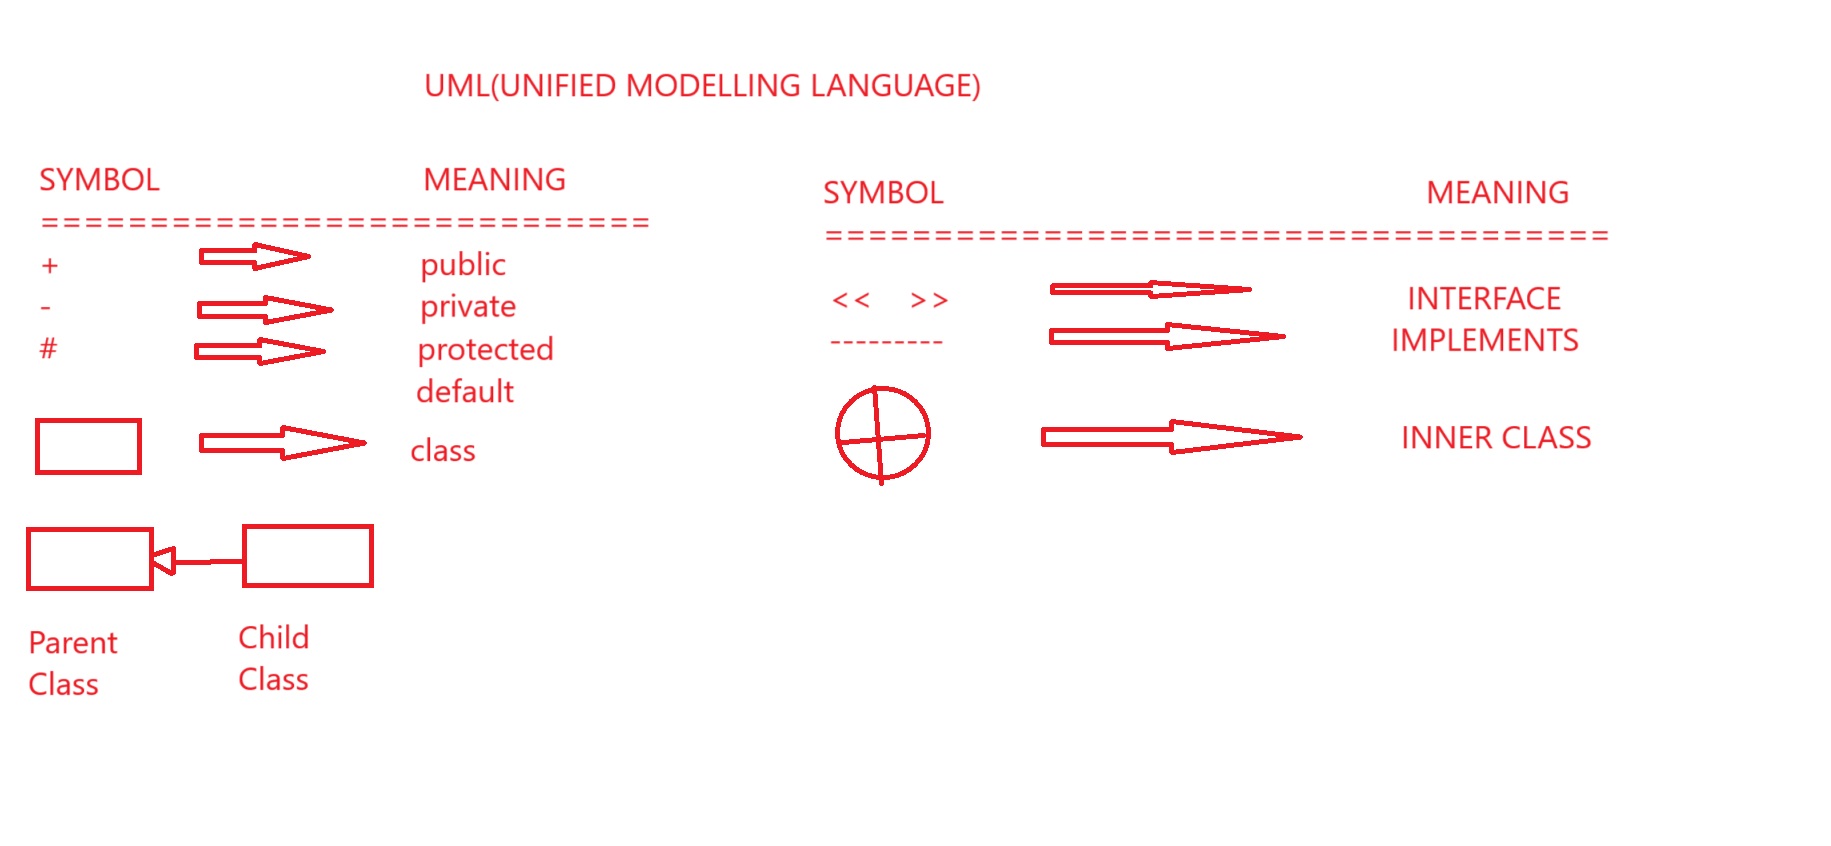 UML(UNIFIED MODELLING LANGUAGE)
SYMBOL MEANING
============================
+ public
- private
# protected
default
class
Parent Class
Child Class
SYMBOL MEANING
====================================
<< >> INTERFACE
--------- IMPLEMENTS
INNER CLASS